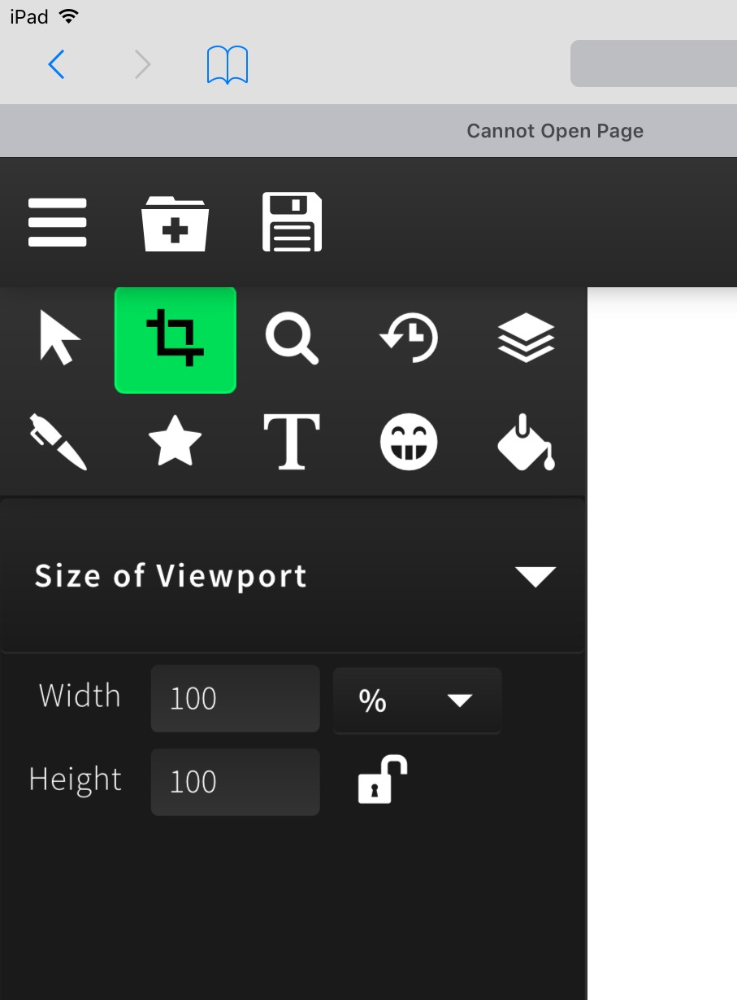 iPad
Cannot Open Page
T
Size of Viewport
Width 100 %
Height 100